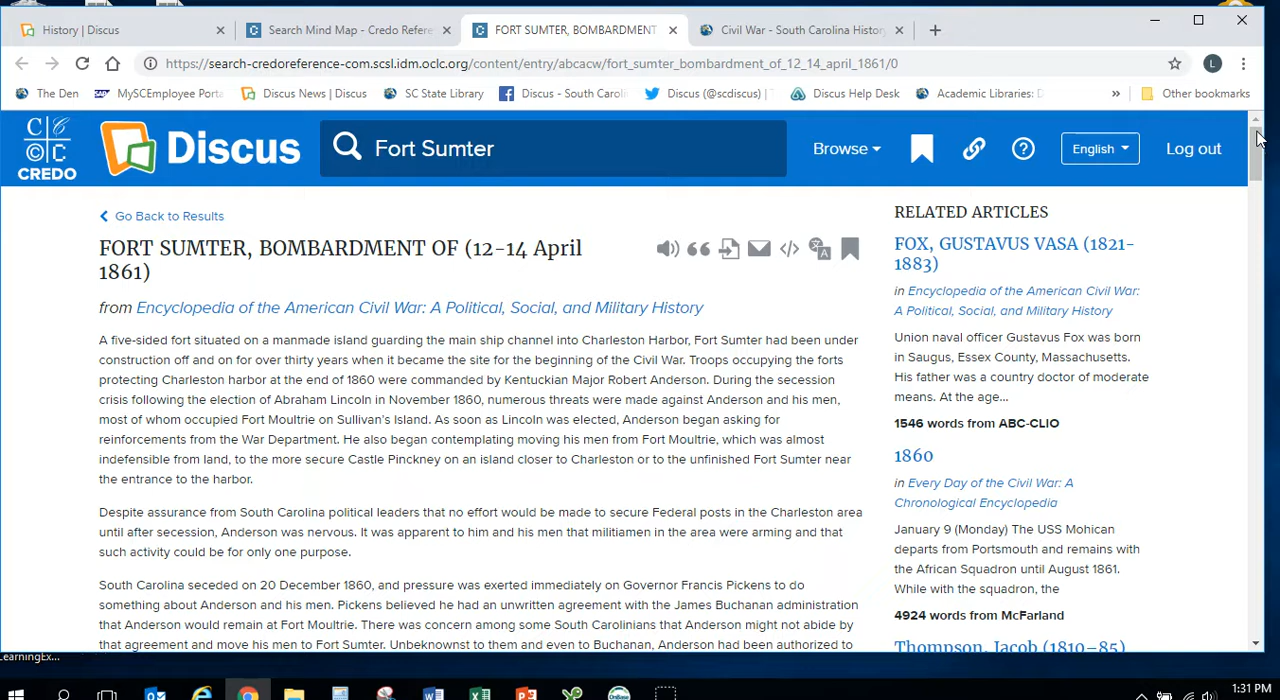 History | Discus
Search Mind Map - Credo Refere
FORT SUMTER, BOMBARDMENT
Civil War - South Carolina History
https://search-credoreference-com.scsl.idm.oclc.org/content/entry/abcacw/fort_sumter_bombardment_of_12_14_april_1861/0
L
The Den
MySCEmployee Porta
Discus News | Discus
SC State Library
Discus - South Caroli
Discus (@scdiscus) | T
Discus Help Desk
Academic Libraries: D
»
Other bookmarks
CREDO
Discus
Fort Sumter
Browse
English
Log out
Go Back to Results
FORT SUMTER, BOMBARDMENT OF (12-14 April
1861)
from Encyclopedia of the American Civil War: A Political, Social, and Military History
A five-sided fort situated on a manmade island guarding the main ship channel into Charleston Harbor, Fort Sumter had been under
construction off and on for over thirty years when it became the site for the beginning of the Civil War. Troops occupying the forts
protecting Charleston harbor at the end of 1860 were commanded by Kentuckian Major Robert Anderson. During the secession
crisis following the election of Abraham Lincoln in November 1860, numerous threats were made against Anderson and his men,
most of whom occupied Fort Moultrie on Sullivan's Island. As soon as Lincoln was elected, Anderson began asking for
reinforcements from the War Department. He also began contemplating moving his men from Fort Moultrie, which was almost
indefensible from land, to the more secure Castle Pinckney on an island closer to Charleston or to the unfinished Fort Sumter near
the entrance to the harbor.
Despite assurance from South Carolina political leaders that no effort would be made to secure Federal posts in the Charleston area
until after secession, Anderson was nervous. It was apparent to him and his men that militiamen in the area were arming and that
such activity could be for only one purpose.
South Carolina seceded on 20 December 1860, and pressure was exerted immediately on Governor Francis Pickens to do
something about Anderson and his men. Pickens believed he had an unwritten agreement with the James Buchanan administration
that Anderson would remain at Fort Moultrie. There was concern among some South Carolinians that Anderson might not abide by
that agreement and move his men to Fort Sumter. Unbeknownst to them and even to Buchanan, Anderson had been authorized to
RELATED ARTICLES
FOX, GUSTAVUS VASA (1821-
1883)
in Encyclopedia of the American Civil War:
A Political, Social, and Military History
Union naval officer Gustavus Fox was born
in Saugus, Essex County, Massachusetts.
His father was a country doctor of moderate
means. At the age...
1546 words from ABC-CLIO
1860
in Every Day of the Civil War: A
Chronological Encyclopedia
January 9 (Monday) The USS Mohican
departs from Portsmouth and remains with
the African Squadron until August 1861.
While with the squadron, the
4924 words from McFarland
Thompson, Jacob (1810–85)
LearningEx...
1:31 PM